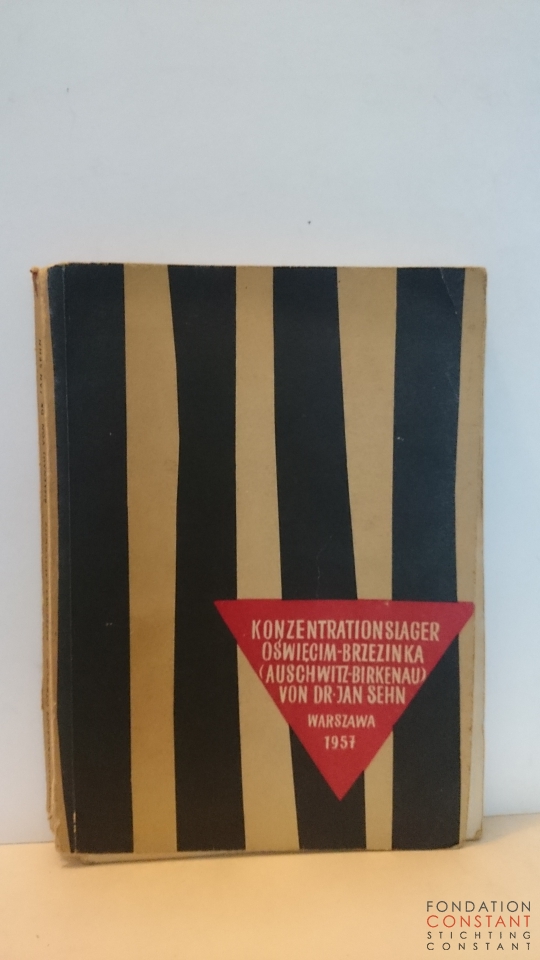 KONZENTRATIONSLAGER
OŚWIĘCIM-BRZEZINKA
(AUSCHWITZ-BIRKENAU)
VON DR·JAN SEHN
WARSZAWA
1957
FONDATION
CONSTANT
STICHTING
CONSTANT